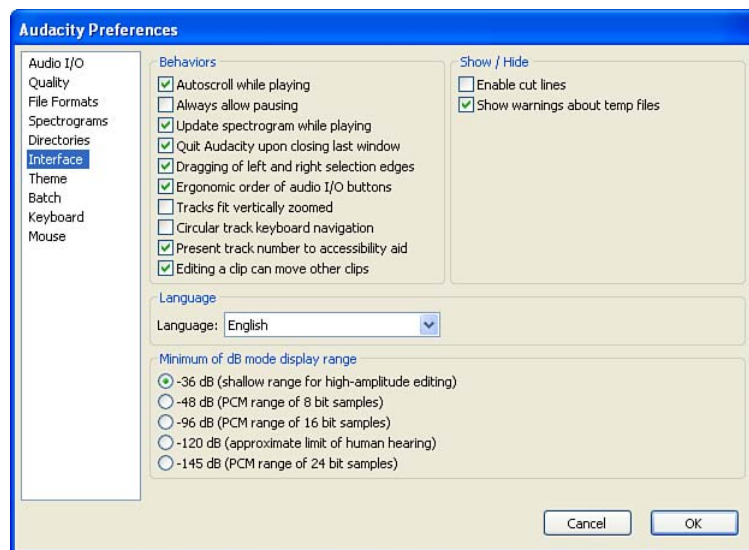 Audacity Preferences
Audio I/O
Quality
File Formats
Spectrograms
Directories
Interface
Theme
Batch
Keyboard
Mouse
Behaviors
Autoscroll while playing
Always allow pausing
Update spectrogram while playing
Quit Audacity upon closing last window
Dragging of left and right selection edges
Ergonomic order of audio I/O buttons
Tracks fit vertically zoomed
Circular track keyboard navigation
Present track number to accessibility aid
Editing a clip can move other clips
Show / Hide
Enable cut lines
Show warnings about temp files
Language
Language: English
Minimum of dB mode display range
-36 dB (shallow range for high-amplitude editing)
-48 dB (PCM range of 8 bit samples)
-96 dB (PCM range of 16 bit samples)
-120 dB (approximate limit of human hearing)
-145 dB (PCM range of 24 bit samples)
Cancel
OK